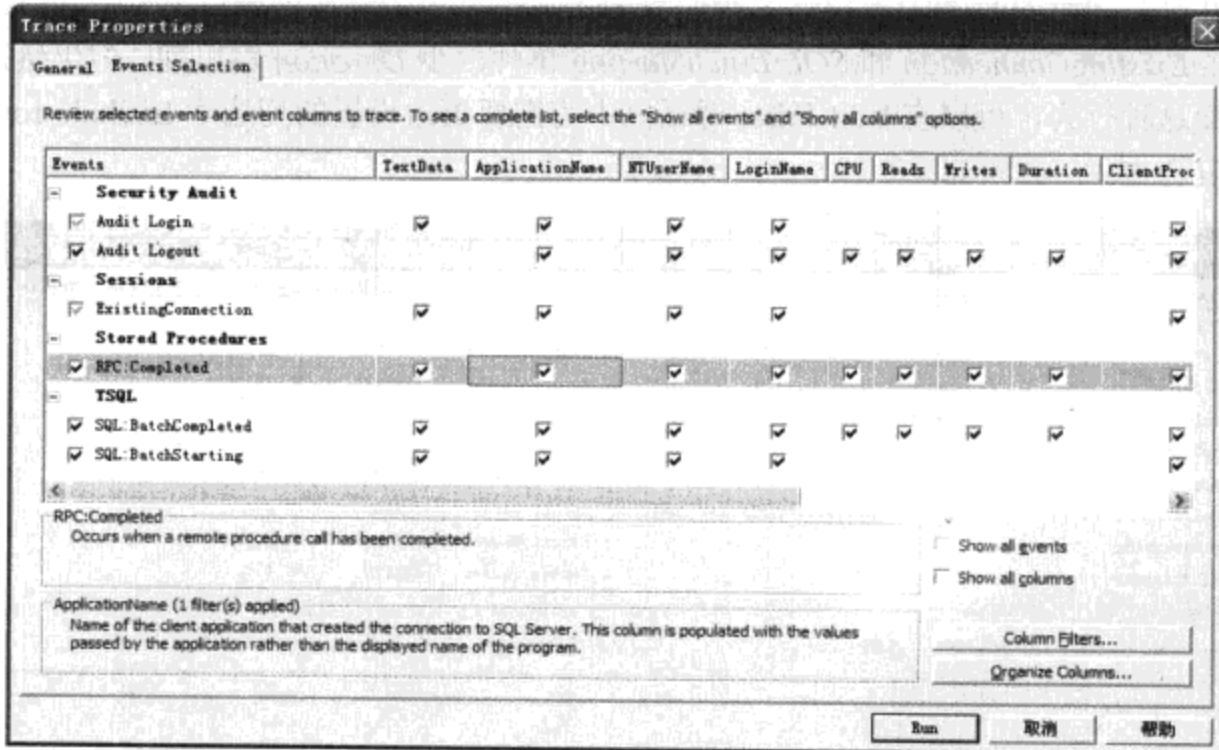 Trace Properties
General Events Selection
Review selected events and event columns to trace. To see a complete list, select the "Show all events" and "Show all columns" options.
Events TextData ApplicationName NTUserName LoginName CPU Reads Writes Duration ClientProc
Security Audit
Audit Login
Audit Logout
Sessions
ExistingConnection
Stored Procedures
RPC:Completed
TSQL
SQL:BatchCompleted
SQL:BatchStarting
RPC:Completed
Occurs when a remote procedure call has been completed.
Show all events
Show all columns
ApplicationName (1 filter(s) applied)
Name of the client application that created the connection to SQL Server. This column is populated with the values
passed by the application rather than the displayed name of the program.
Column Filters...
Organize Columns...
Run 取消 帮助